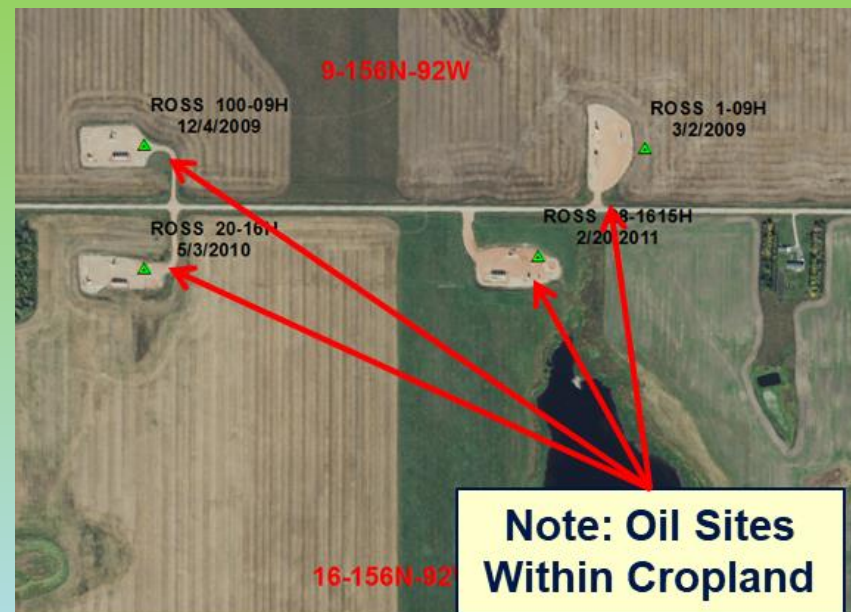 9-156N-92W
ROSS 100-09H
12/4/2009
ROSS 1-09H
3/2/2009
ROSS 20-16H
5/3/2010
ROSS
2/20/2011
Note: Oil Sites
Within Cropland